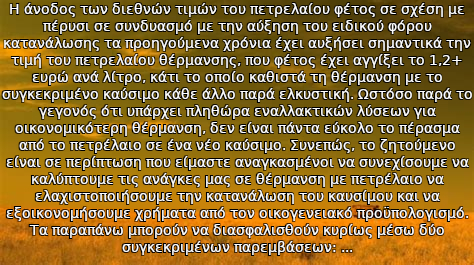 Η άνοδος των διεθνών τιμών του πετρελαίου φέτος σε σχέση με
πέρυσι σε συνδυασμό με την αύξηση του ειδικού φόρου
κατανάλωσης τα προηγούμενα χρόνια έχει αυξήσει σημαντικά την
τιμή του πετρελαίου θέρμανσης, που φέτος έχει αγγίξει το 1,2+
ευρώ ανά λίτρο, κάτι το οποίο καθιστά τη θέρμανση με το
συγκεκριμένο καύσιμο κάθε άλλο παρά ελκυστική. Ωστόσο παρά το
γεγονός ότι υπάρχει πληθώρα εναλλακτικών λύσεων για
οικονομικότερη θέρμανση, δεν είναι πάντα εύκολο το πέρασμα
από το πετρέλαιο σε ένα νέο καύσιμο. Συνεπώς, το ζητούμενο
είναι σε περίπτωση που είμαστε αναγκασμένοι να συνεχίσουμε να
καλύπτουμε τις ανάγκες μας σε θέρμανση με πετρέλαιο να
ελαχιστοποιήσουμε την κατανάλωση του καυσίμου και να
εξοικονομήσουμε χρήματα από τον οικογενειακό προϋπολογισμό.
Τα παραπάνω μπορούν να διασφαλισθούν κυρίως μέσω δύο
συγκεκριμένων παρεμβάσεων: ...